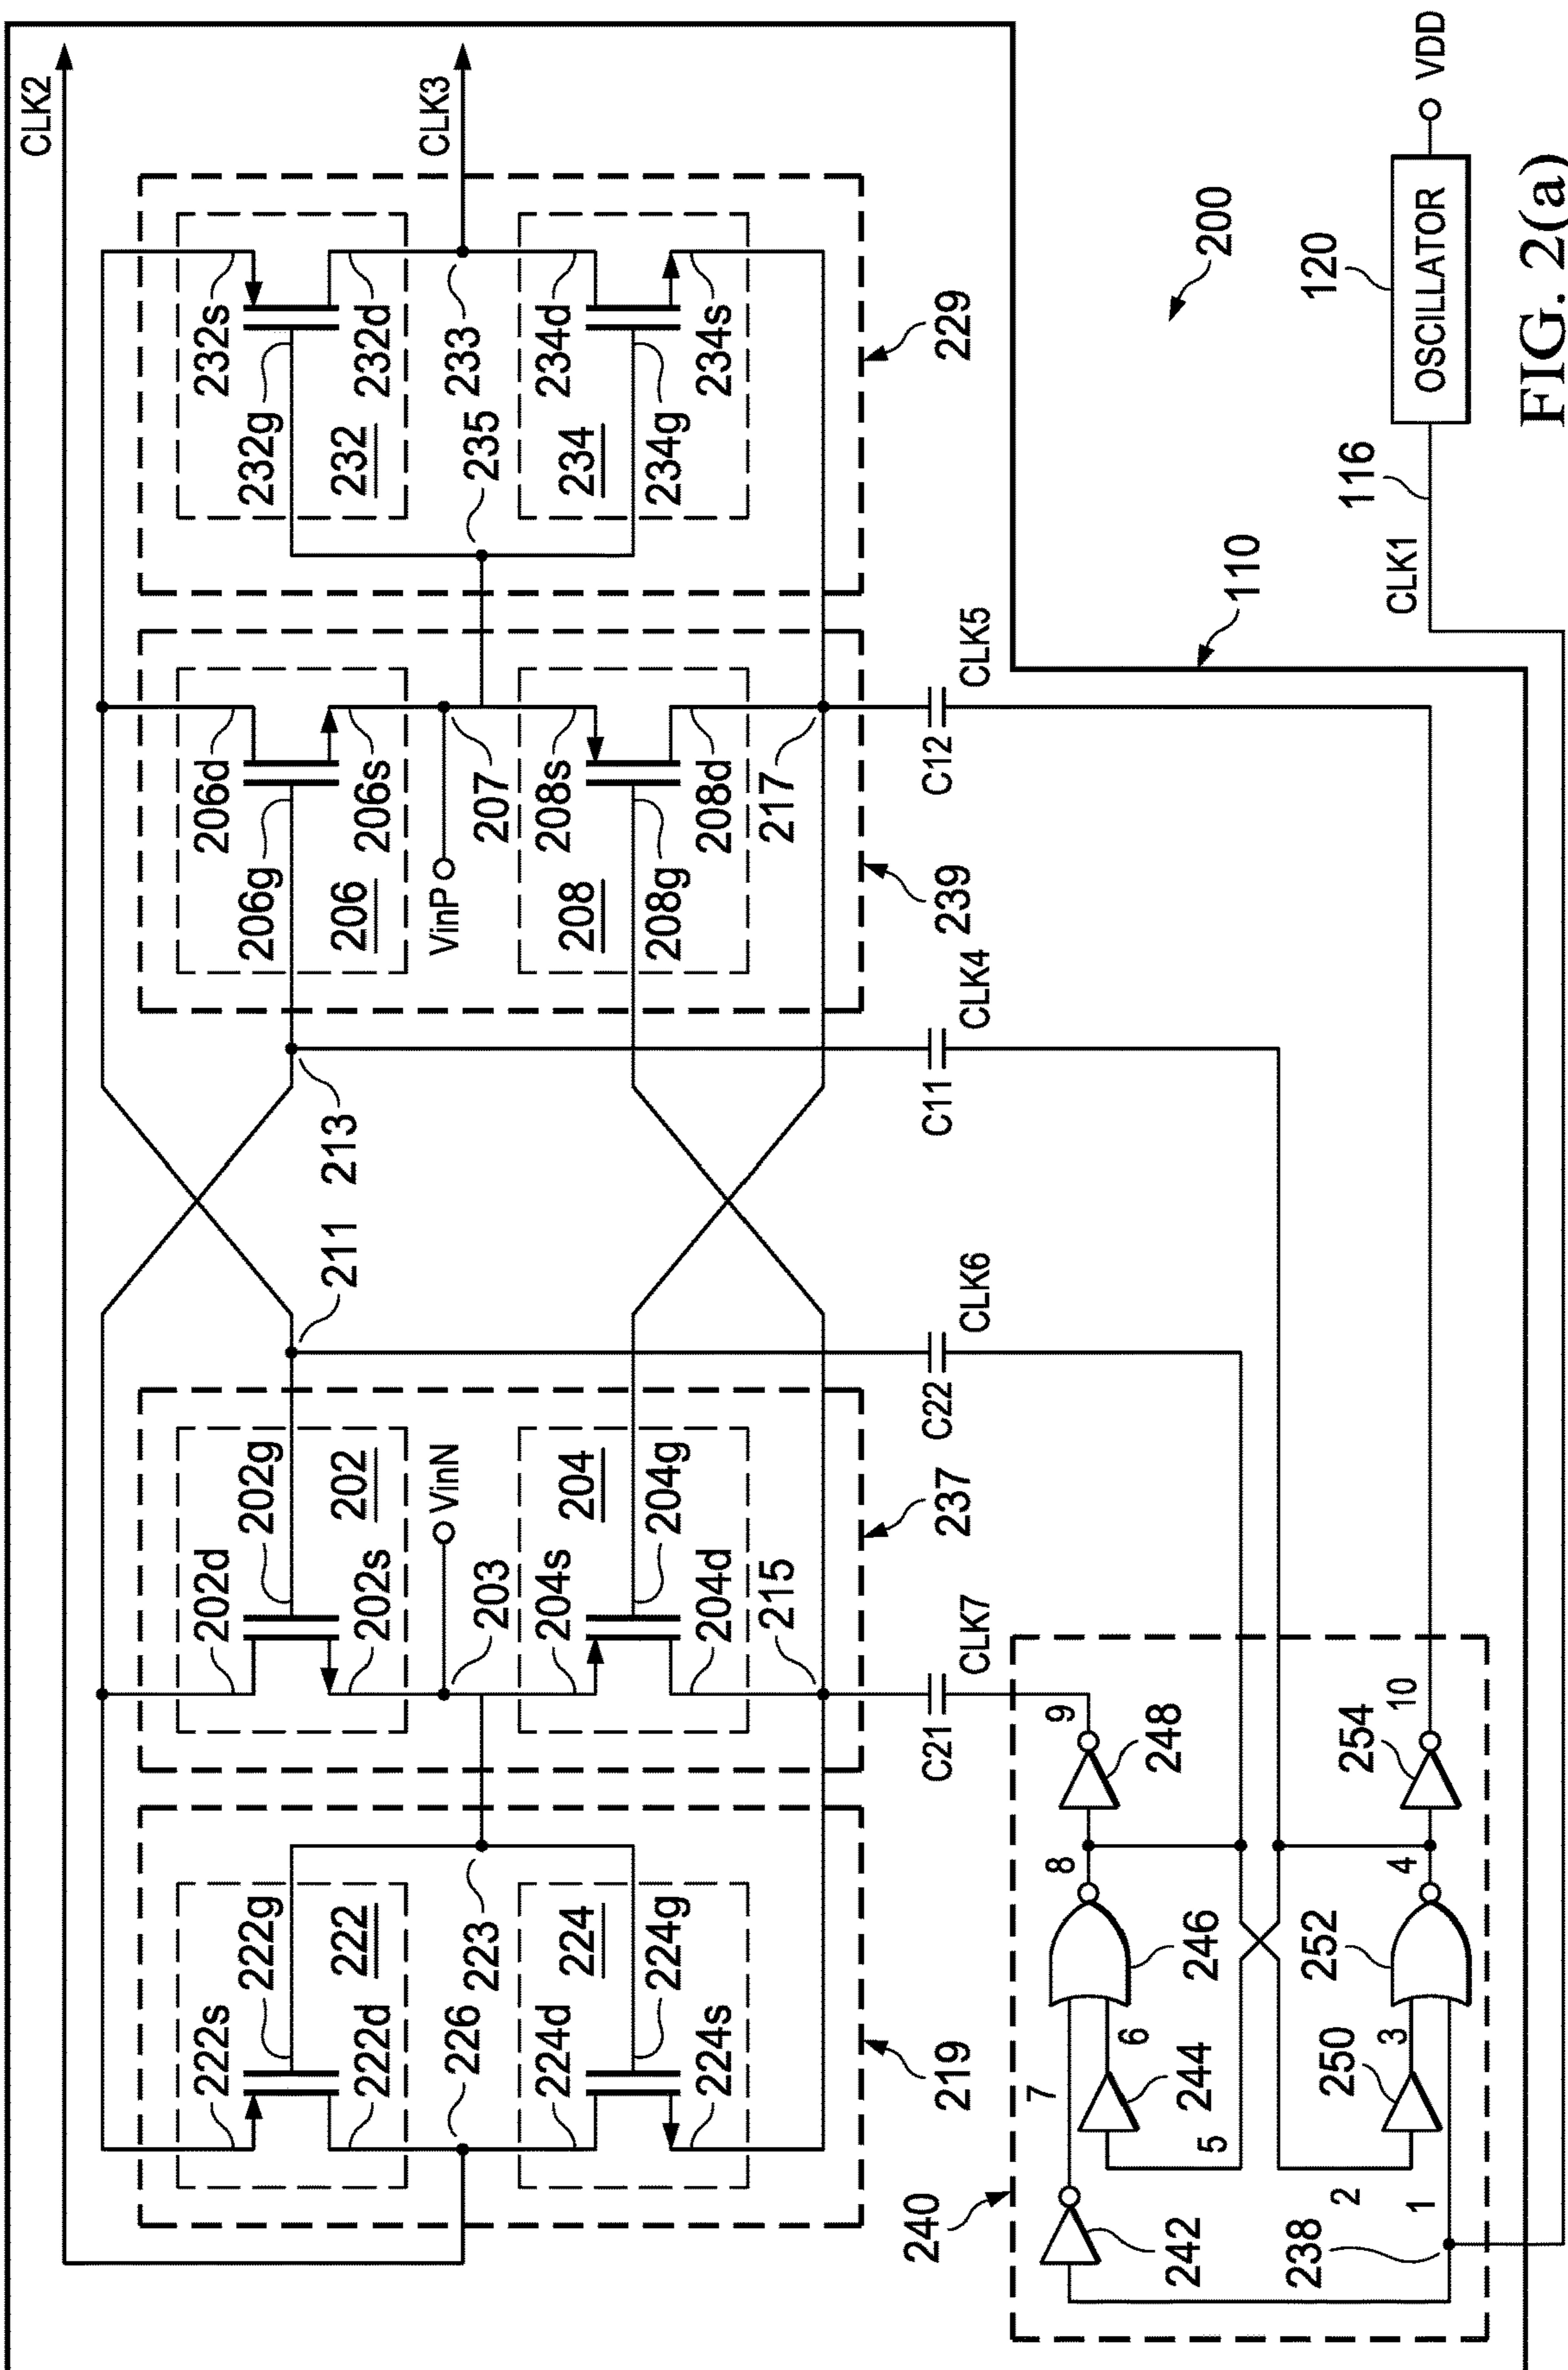 CLK2
CLK3
232s
232g
232d
232
233
235
234d
234
234g
234s
229
206d
206g
206s
206
VinP
207
208s
208
208g
208d
217
239
C12
CLK5
213
C11
CLK4
211
C22
CLK6
202d
202g
202s
202
VinN
203
204s
204
204g
204d
215
237
C21
CLK7
222s
222g
222d
222
223
226
224d
224
224g
224s
219
240
242
7
244
6
5
246
8
248
9
238
1
2
250
3
252
4
254
10
110
CLK1
116
120
OSCILLATOR
VDD
200
FIG. 2(a)